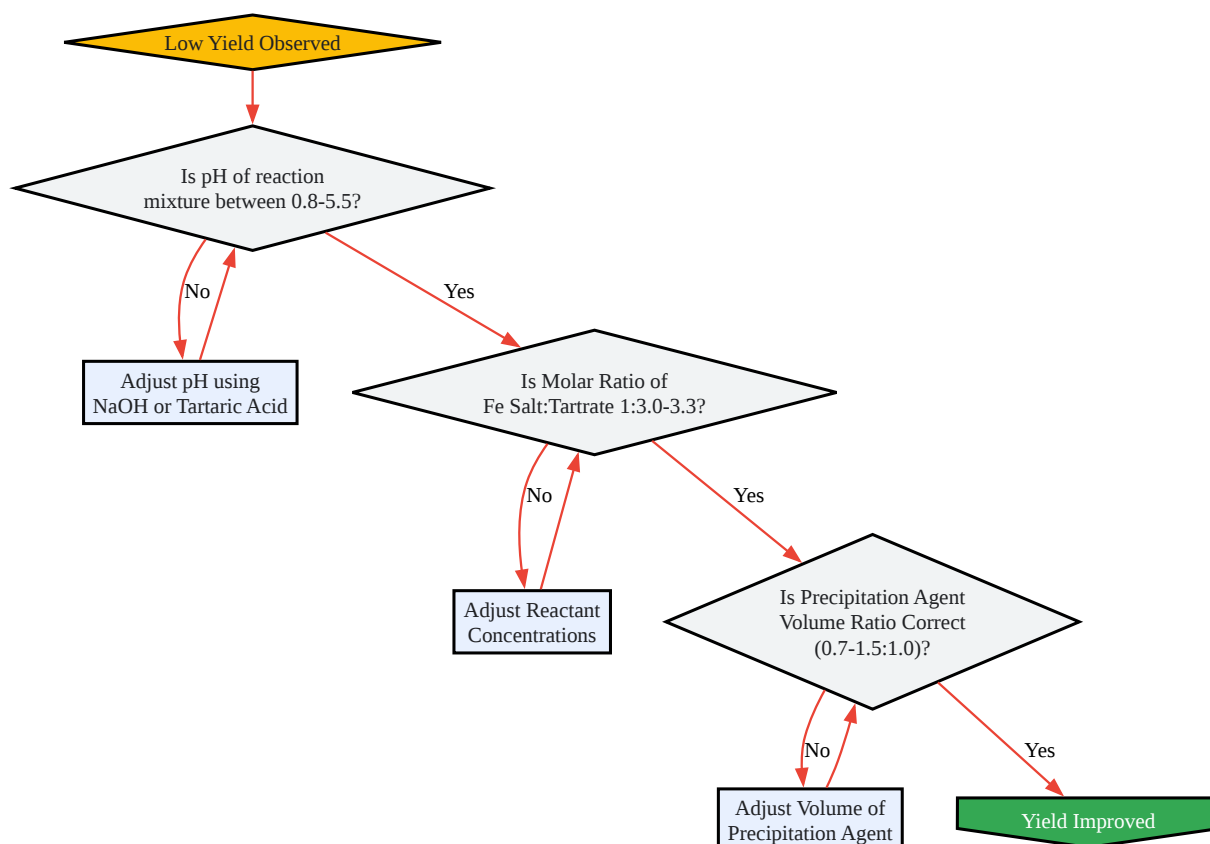 Low Yield Observed
Is pH of reaction
mixture between 0.8-5.5?
No
Yes
Adjust pH using
NaOH or Tartaric Acid
Is Molar Ratio of
Fe Salt:Tartrate 1:3.0-3.3?
No
Yes
Adjust Reactant
Concentrations
Is Precipitation Agent
Volume Ratio Correct
(0.7-1.5:1.0)?
No
Yes
Adjust Volume of
Precipitation Agent
Yield Improved